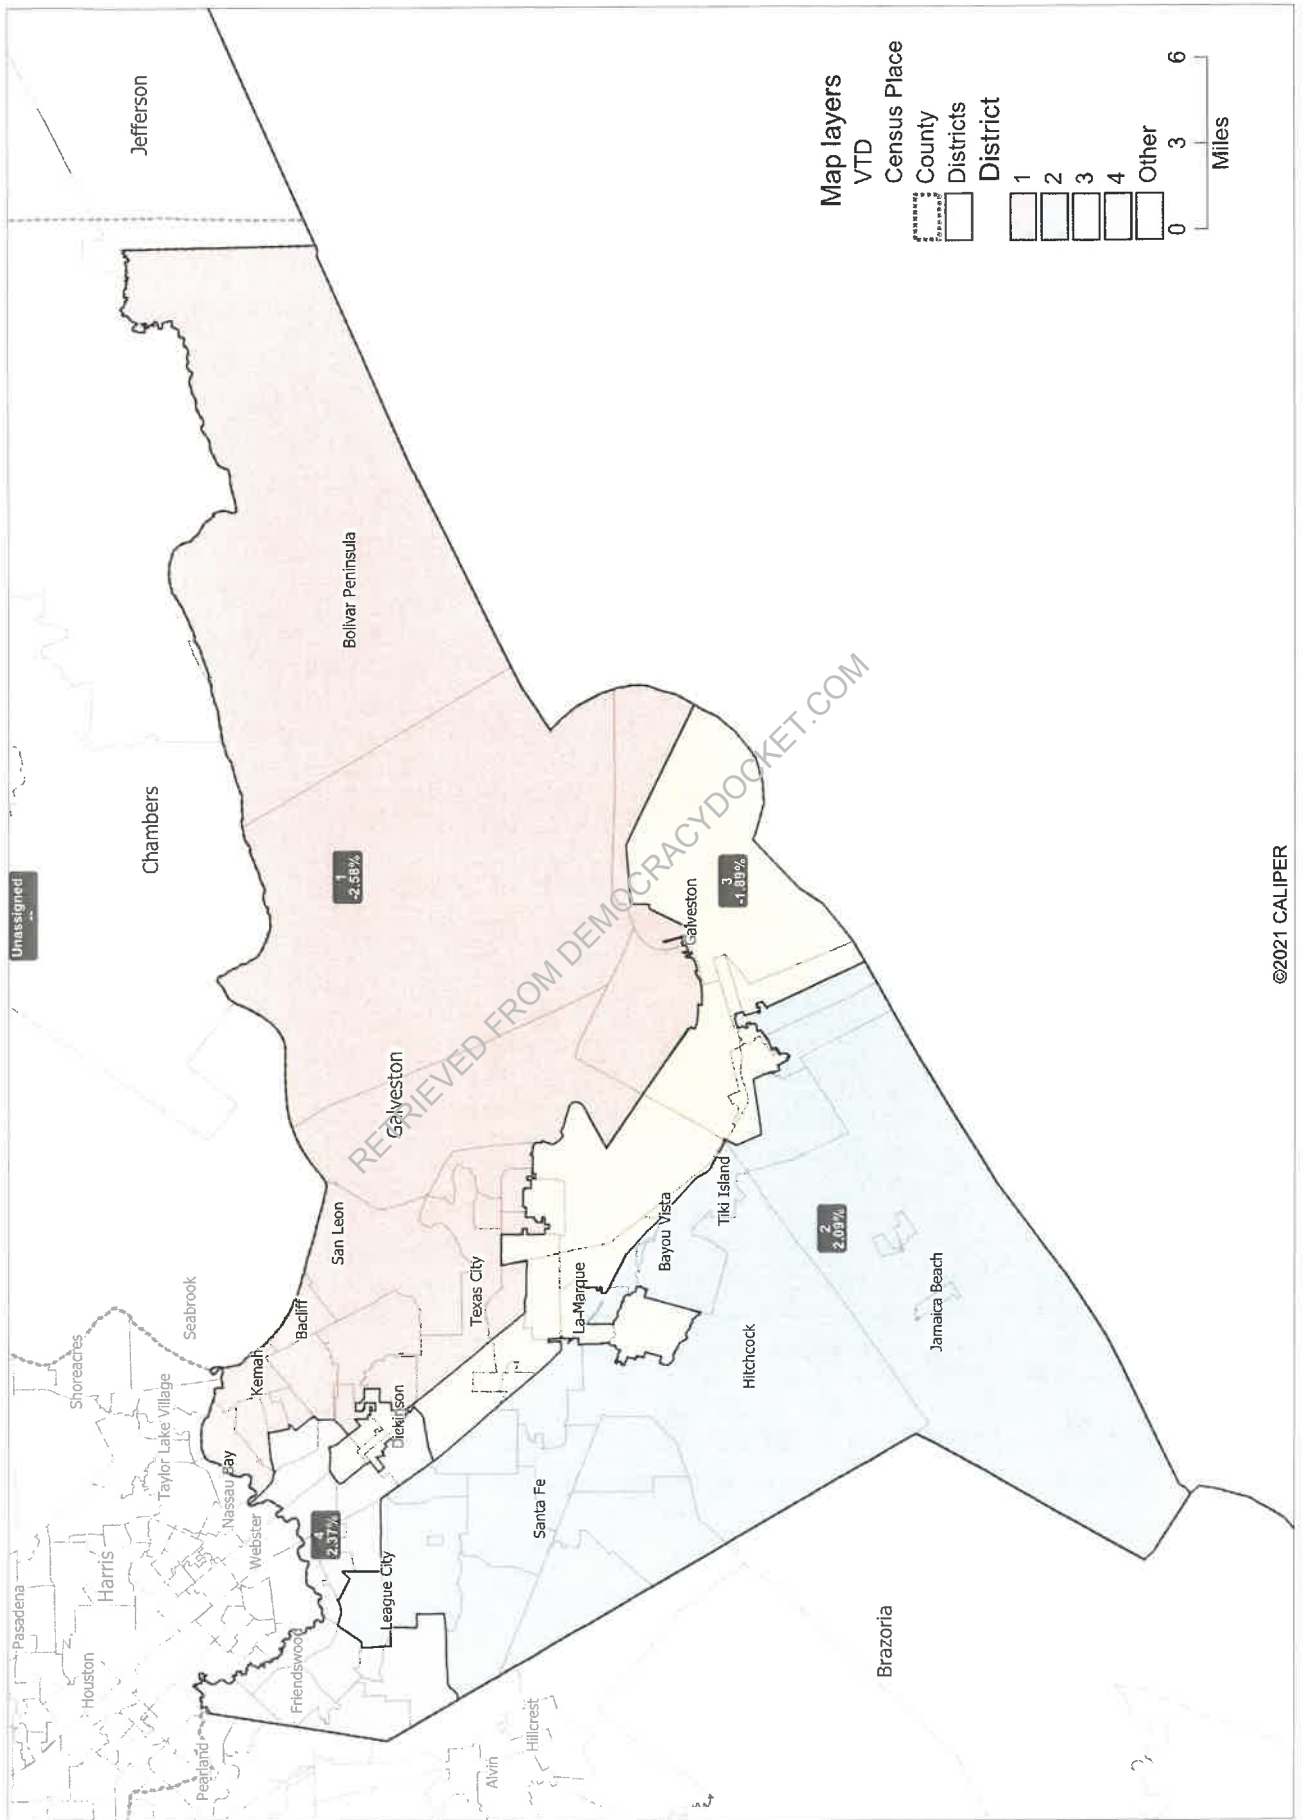 Unassigned
--
Jefferson
Chambers
Bolivar Peninsula
1
-2.58%
Galveston
San Leon
Bacliff
Kemah
Seabrook
Shoreacres
Taylor Lake Village
Nassau Bay
Webster
Pasadena
Harris
Houston
Friendswood
Pearland
4
2.37%
League City
Dickinson
Texas City
La-Marque
Santa Fe
Alvin
Hillcrest
Galveston
3
-1.89%
Bayou Vista
Tiki Island
Hitchcock
2
2.09%
Jamaica Beach
Brazoria
Map layers
VTD
Census Place
County
Districts
District
1
2
3
4
Other
0 3 6
Miles
©2021 CALIPER
RETRIEVED FROM DEMOCRACYDOCKET.COM